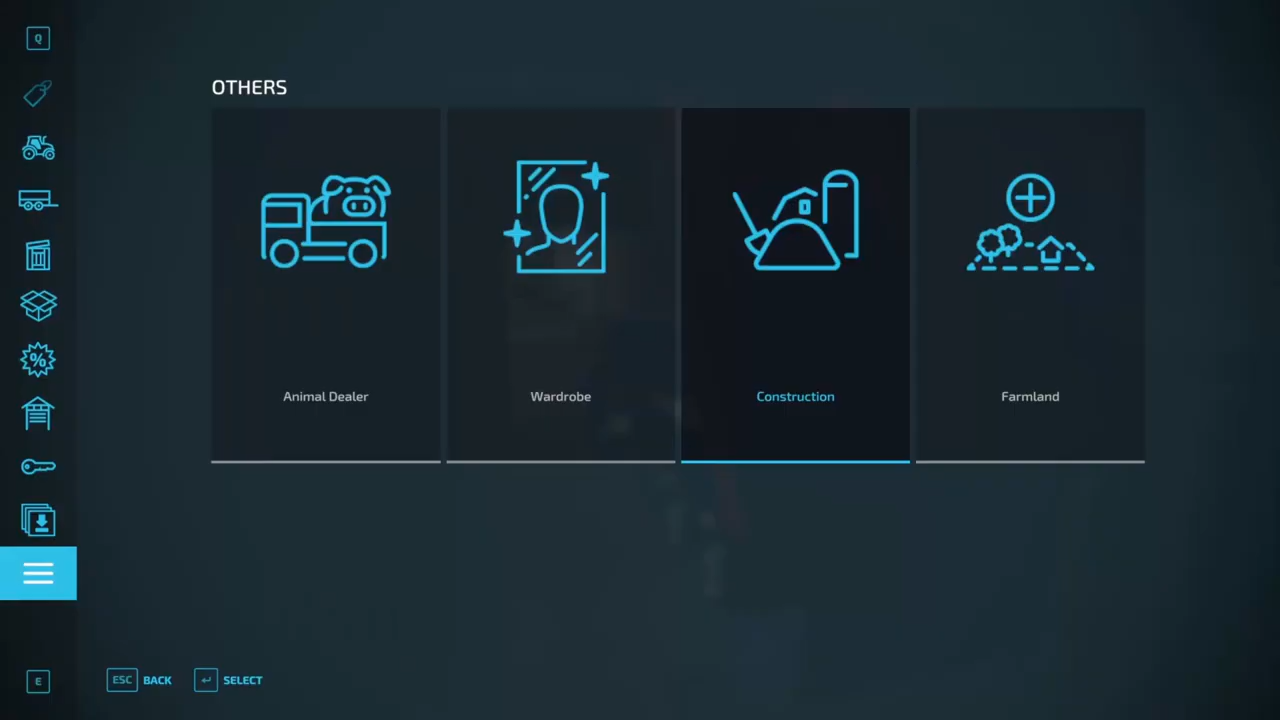 Q
OTHERS
%
Animal Dealer
Wardrobe
Construction
Farmland
E
ESC BACK
SELECT